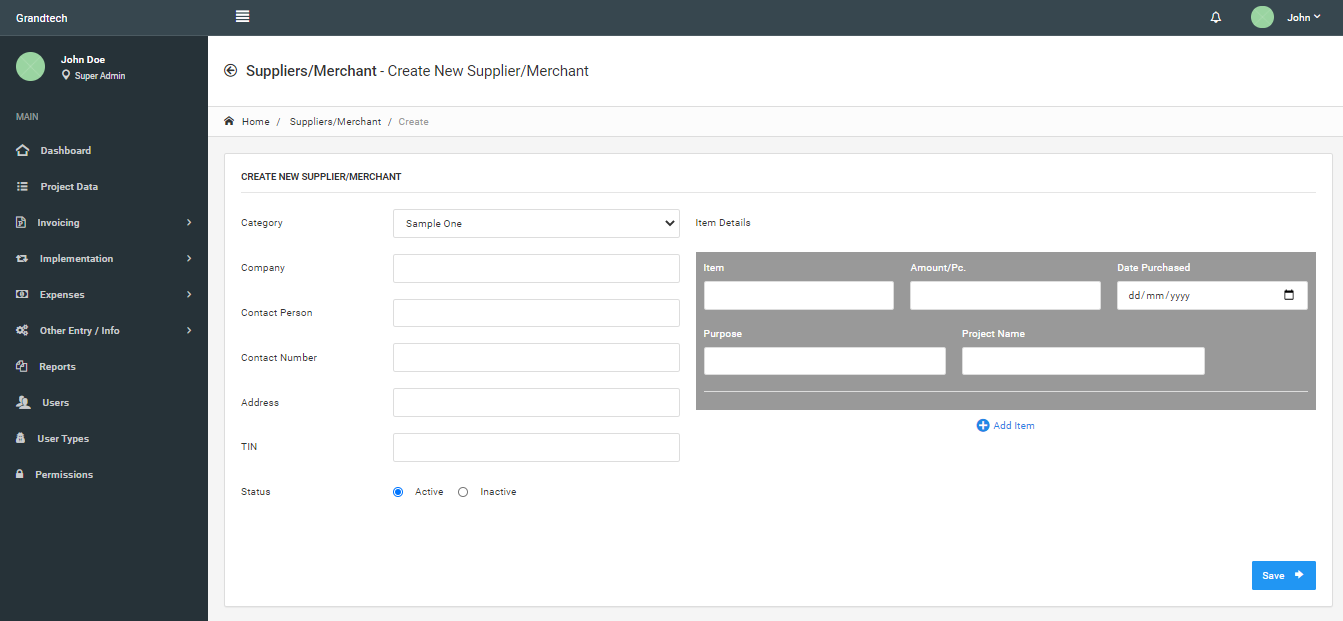 Grandtech
John
John Doe
Super Admin
MAIN
Dashboard
Project Data
Invoicing
Implementation
Expenses
Other Entry / Info
Reports
Users
User Types
Permissions
Suppliers/Merchant - Create New Supplier/Merchant
Home / Suppliers/Merchant / Create
CREATE NEW SUPPLIER/MERCHANT
Category
Sample One
Company
Contact Person
Contact Number
Address
TIN
Status
Active
Inactive
Item Details
Item
Amount/Pc.
Date Purchased
dd/mm/yyyy
Purpose
Project Name
Add Item
Save